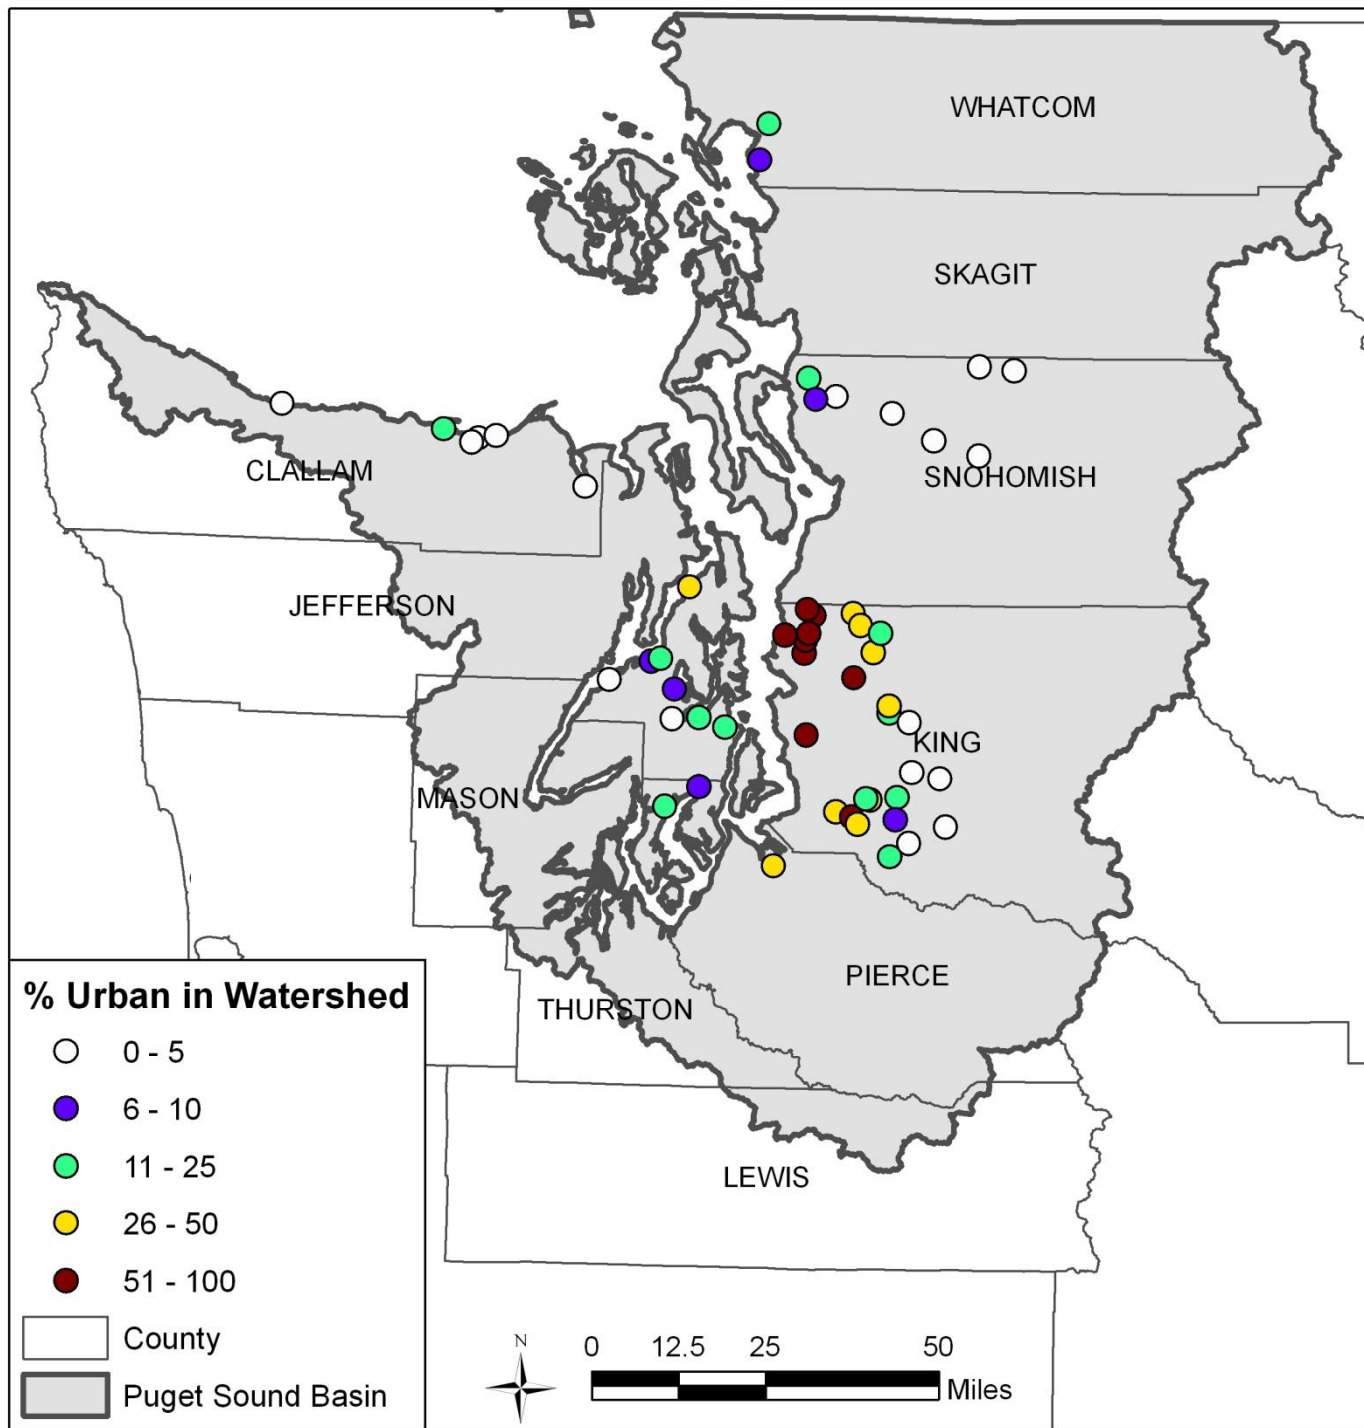 WHATCOM
SKAGIT
CLALLAM
SNOHOMISH
JEFFERSON
KING
MASON
PIERCE
THURSTON
LEWIS
% Urban in Watershed
0 - 5
6 - 10
11 - 25
26 - 50
51 - 100
County
Puget Sound Basin
N
0 12.5 25 50
Miles